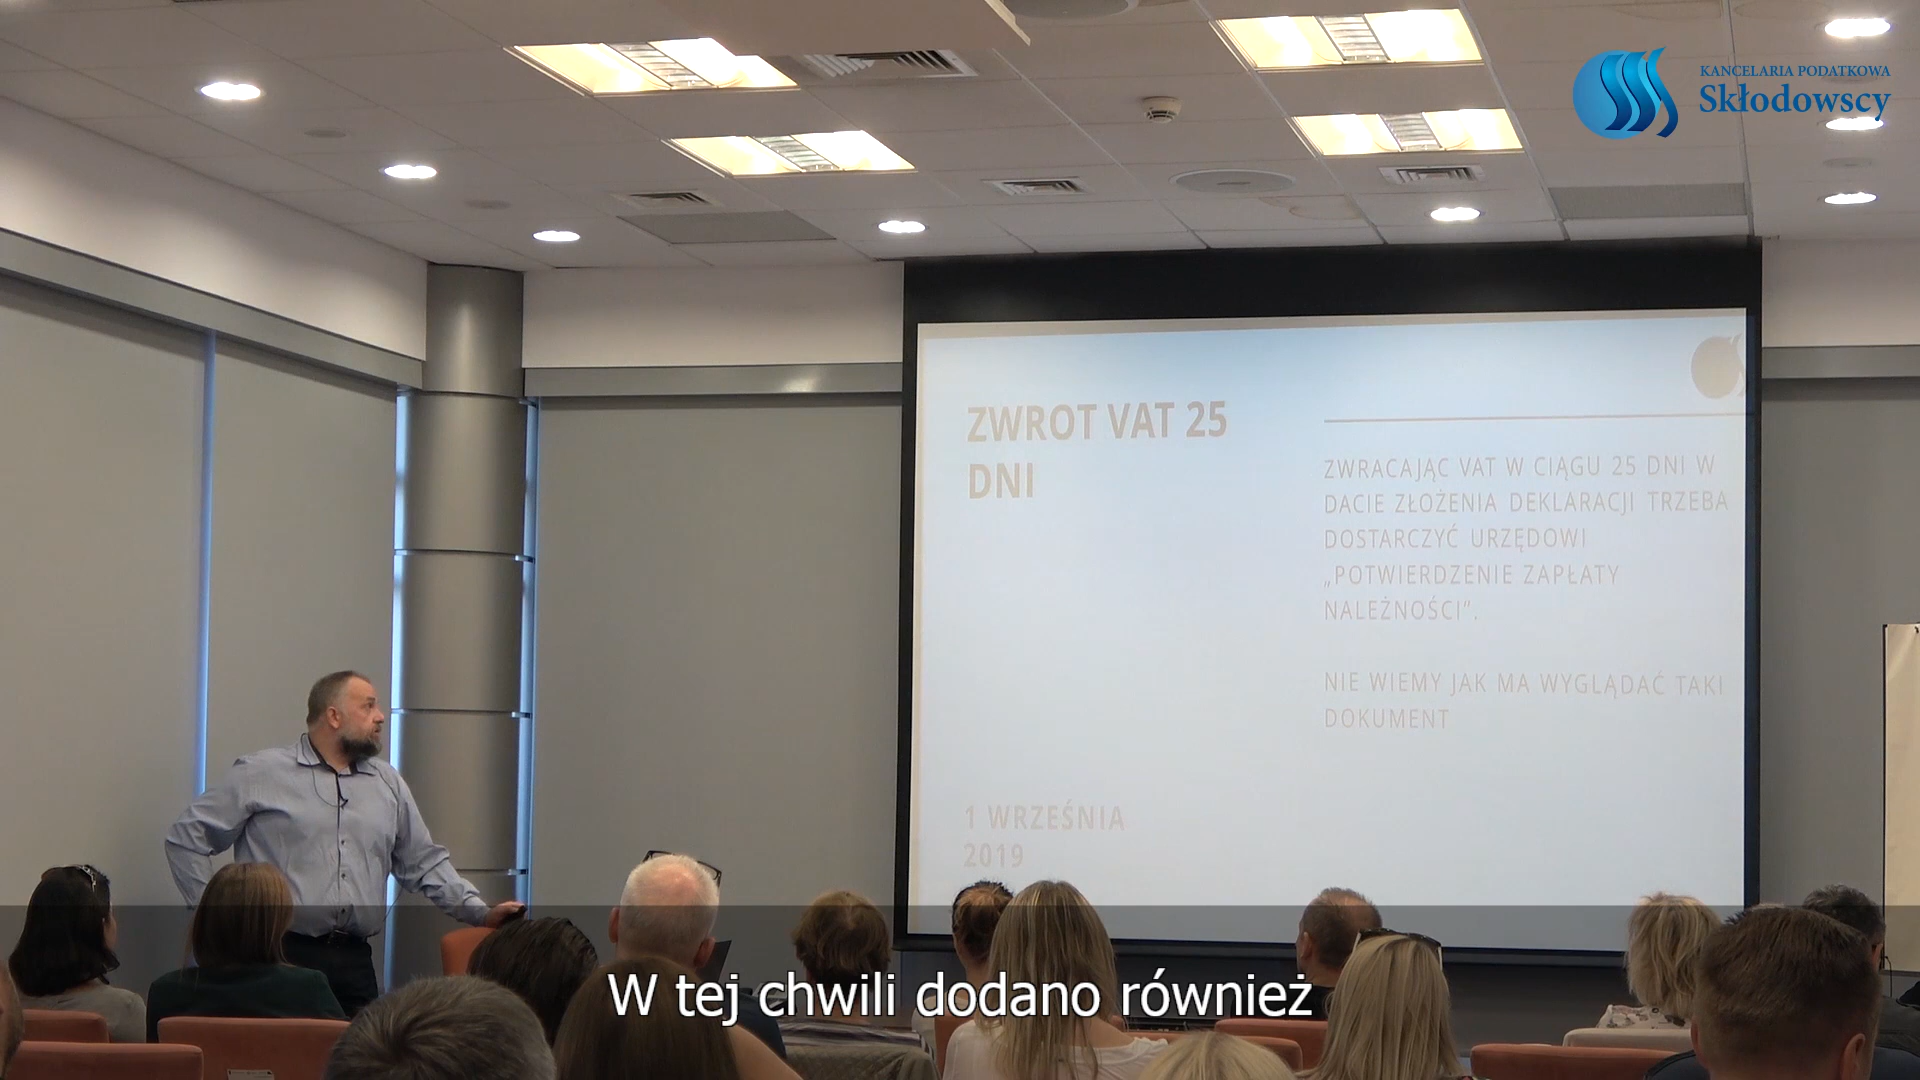 KANCELARIA PODATKOWA
Skłodowscy
ZWROT VAT 25
DNI
ZWRACAJĄC VAT W CIĄGU 25 DNI W
DACIE ZŁOŻENIA DEKLARACJI TRZEBA
DOSTARCZYĆ URZĘDOWI
„POTWIERDZENIE ZAPŁATY
NALEŻNOŚCI”.
NIE WIEMY JAK MA WYGLĄDAĆ TAKI
DOKUMENT
1 WRZEŚNIA
2019
W tej chwili dodano również